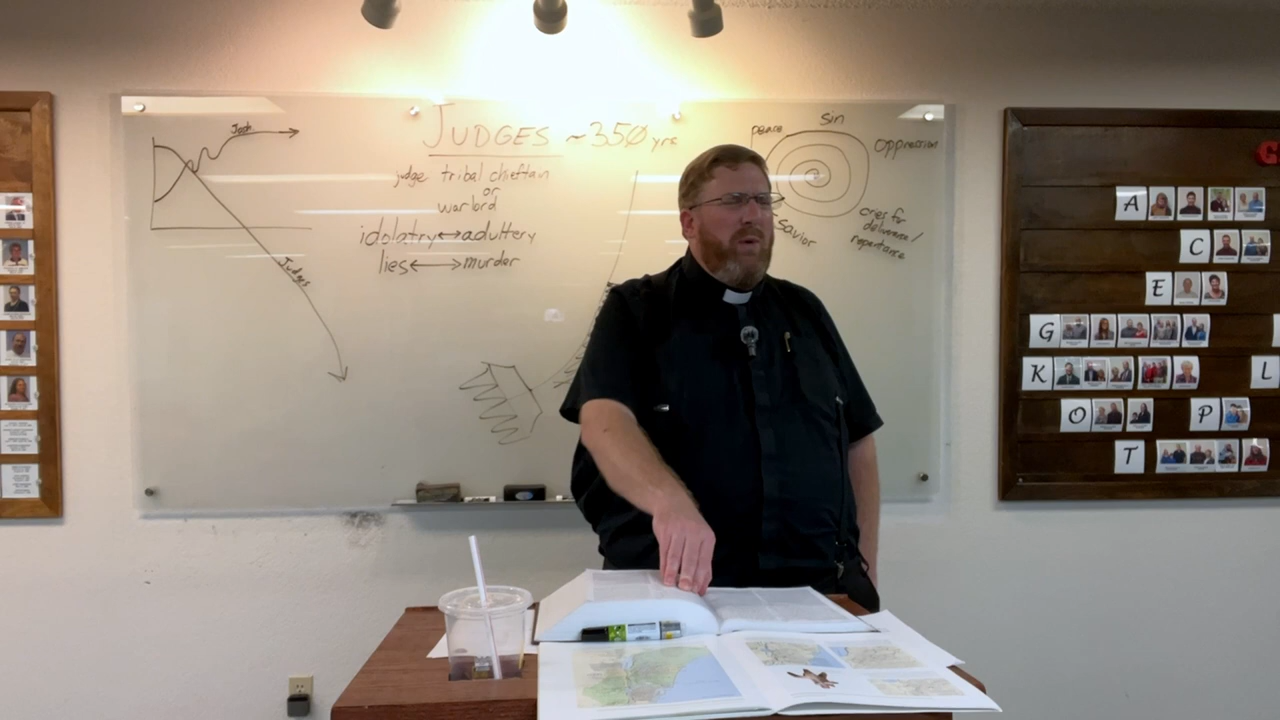 Josh
Judges
JUDGES ~350 yrs
judge tribal chieftan
or
warlord
idolatry↔adultery
lies↔murder
peace
sin
oppression
cries for
deliverance/
repentance
savior
A
C
E
G
K
L
O
P
T